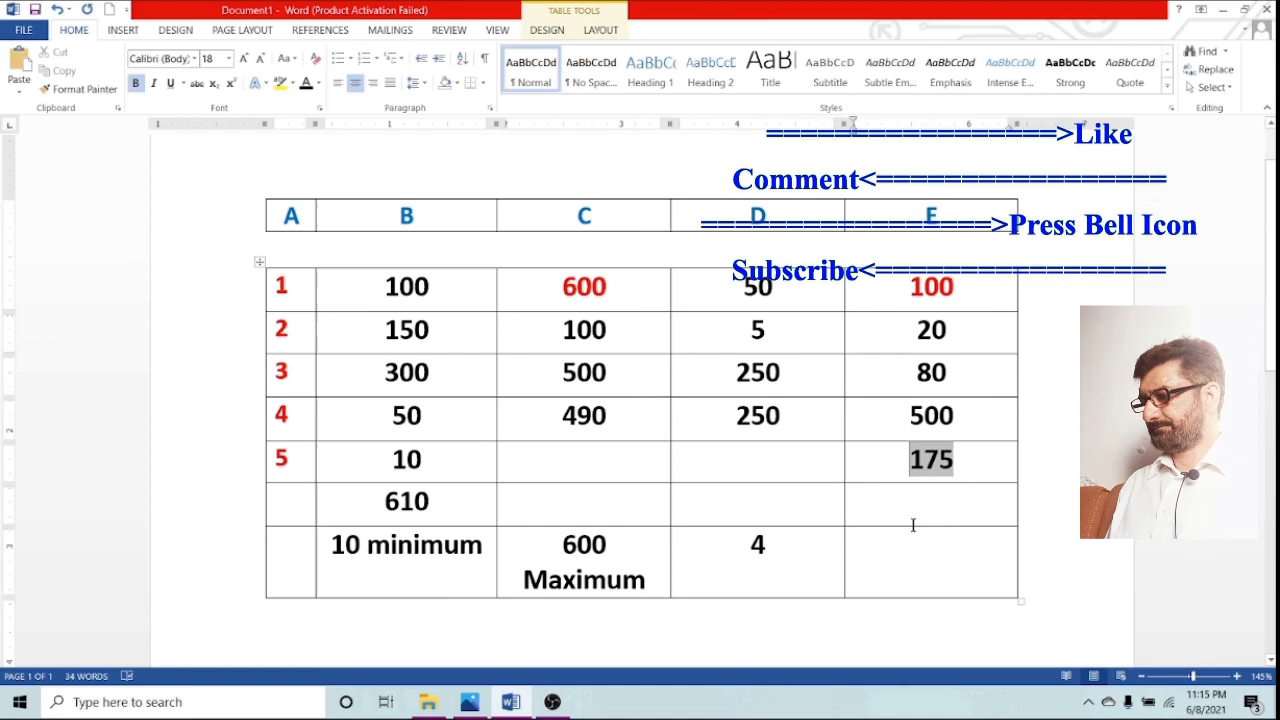 Document1 - Word (Product Activation Failed)
TABLE TOOLS
FILE HOME INSERT DESIGN PAGE LAYOUT REFERENCES MAILINGS REVIEW VIEW DESIGN LAYOUT
Paste
Cut
Copy
Format Painter
Clipboard
Calibri (Body) 18
Font
Paragraph
AaBbCcDd AaBbCcDd AaBbC AaBbCcE AaB AaBbCcD AaBbCcDd AaBbCcDd AaBbCcDd AaBbCcDd AaBbCcDd
¶ Normal ¶ No Spac... Heading 1 Heading 2 Title Subtitle Subtle Em... Emphasis Intense E... Strong Quote
Styles
Find
Replace
Select
Editing
=================>Like
Comment<=================
=================>Press Bell Icon
Subscribe<=================
A B C D E
1 100 600 50 100
2 150 100 5 20
3 300 500 250 80
4 50 490 250 500
5 10 175
610
10 minimum 600 4
Maximum
PAGE 1 OF 1 34 WORDS 145%
Type here to search
11:15 PM
6/8/2021
3